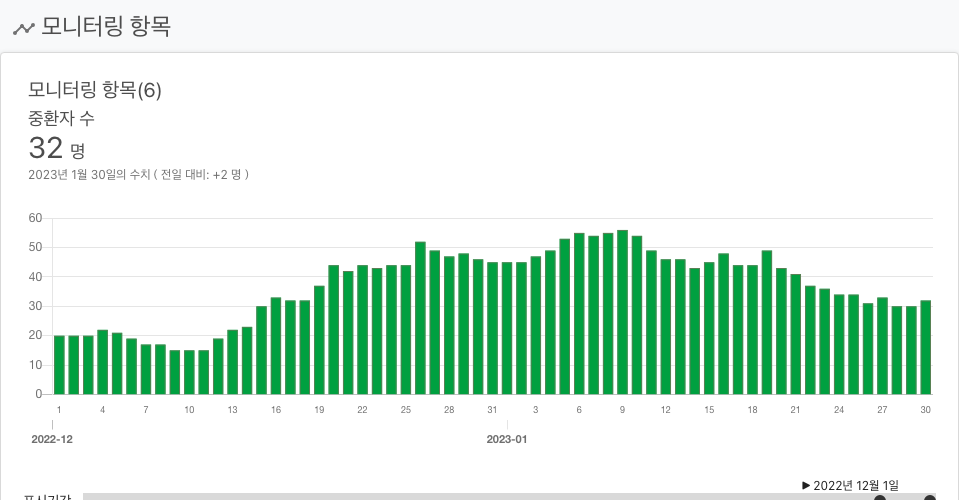 모니터링 항목
모니터링 항목(6)
중환자 수
32 명
2023년 1월 30일의 수치 ( 전일 대비: +2 명 )
60
50
40
30
20
10
0
1 4 7 10 13 16 19 22 25 28 31 3 6 9 12 15 18 21 24 27 30
2022-12 2023-01
▶ 2022년 12월 1일
표시기간